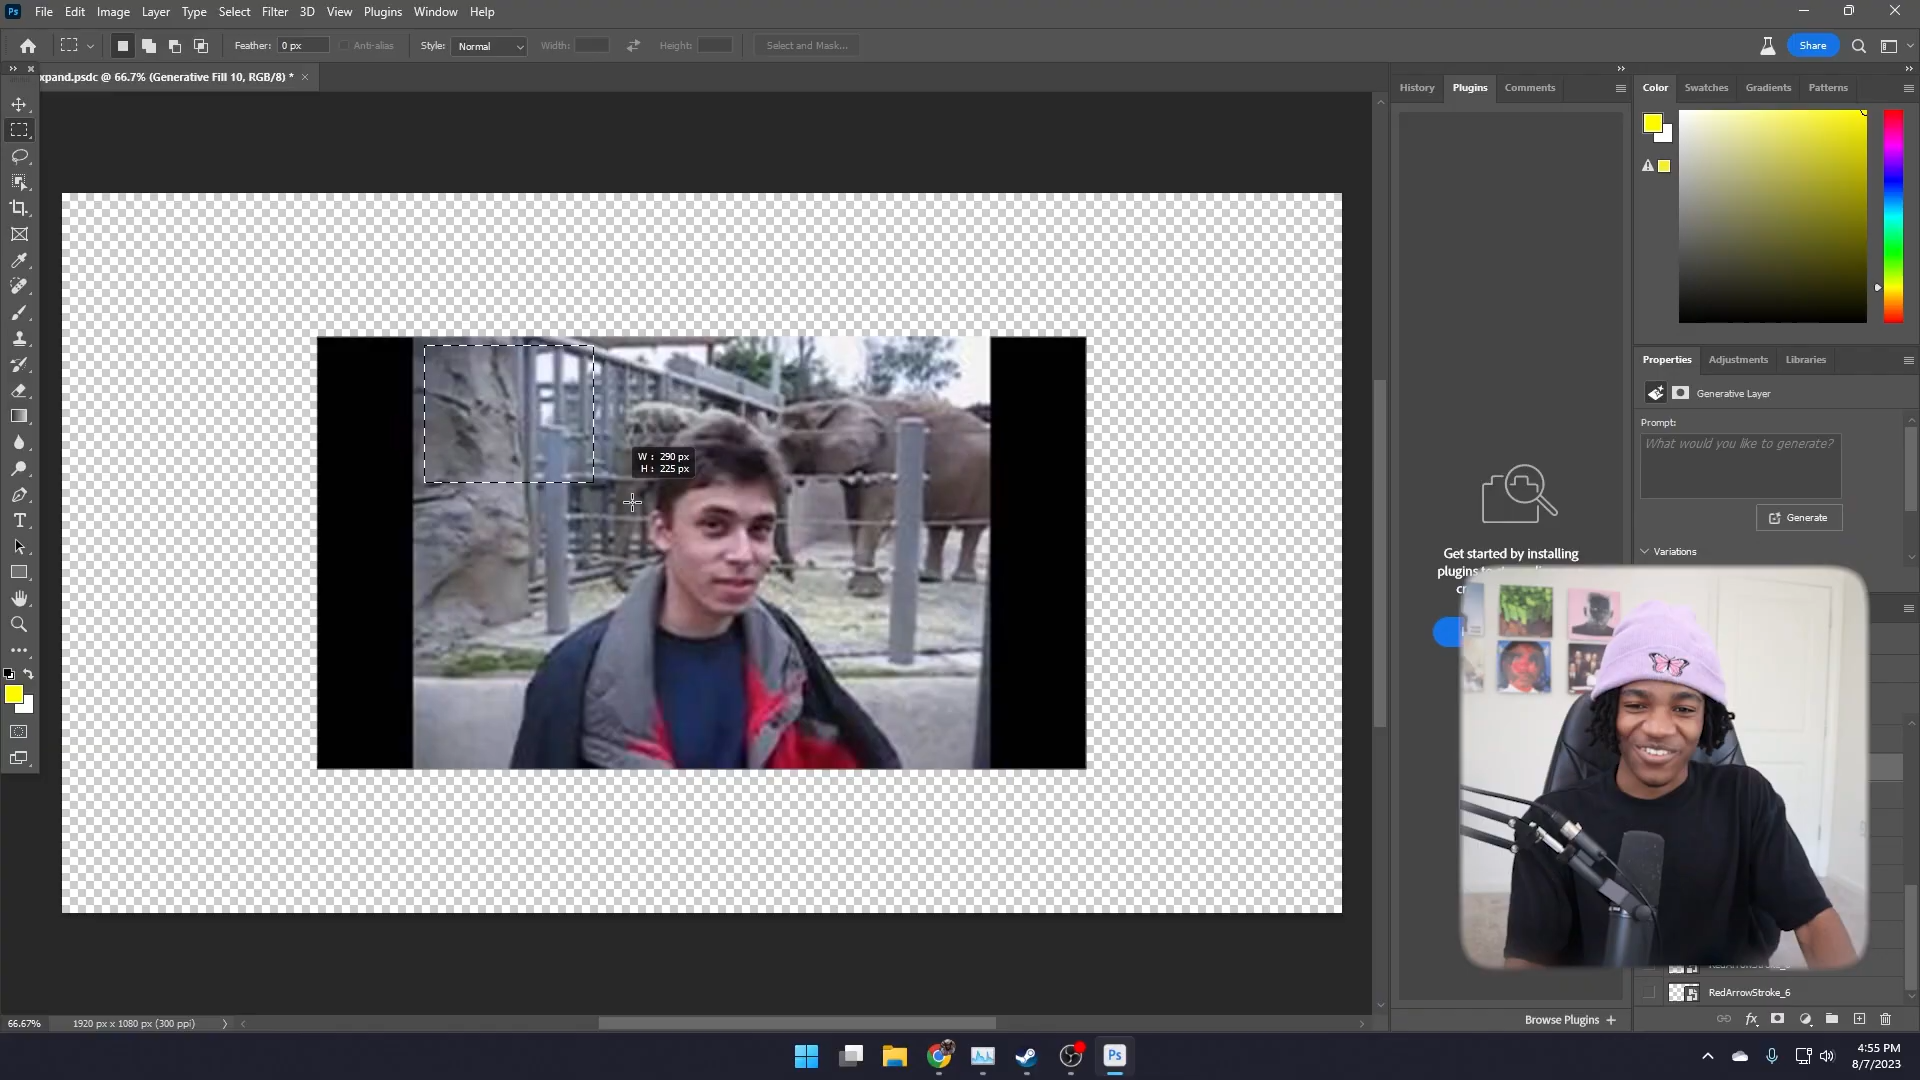 Ps File Edit Image Layer Type Select Filter 3D View Plugins Window Help
Feather: 0 px Anti-alias Style: Normal Width: Height: Select and Mask... Share
xpand.psdc @ 66.7% (Generative Fill 10, RGB/8) *
History Plugins Comments
Color Swatches Gradients Patterns
Properties Adjustments Libraries
Generative Layer
Prompt:
What would you like to generate?
Generate
Variations
W : 290 px
H : 225 px
T
Get started by installing
RedArrowStroke_6
Browse Plugins +
fx
66.67% 1920 px x 1080 px (300 ppi)
Ps
4:55 PM
8/7/2023